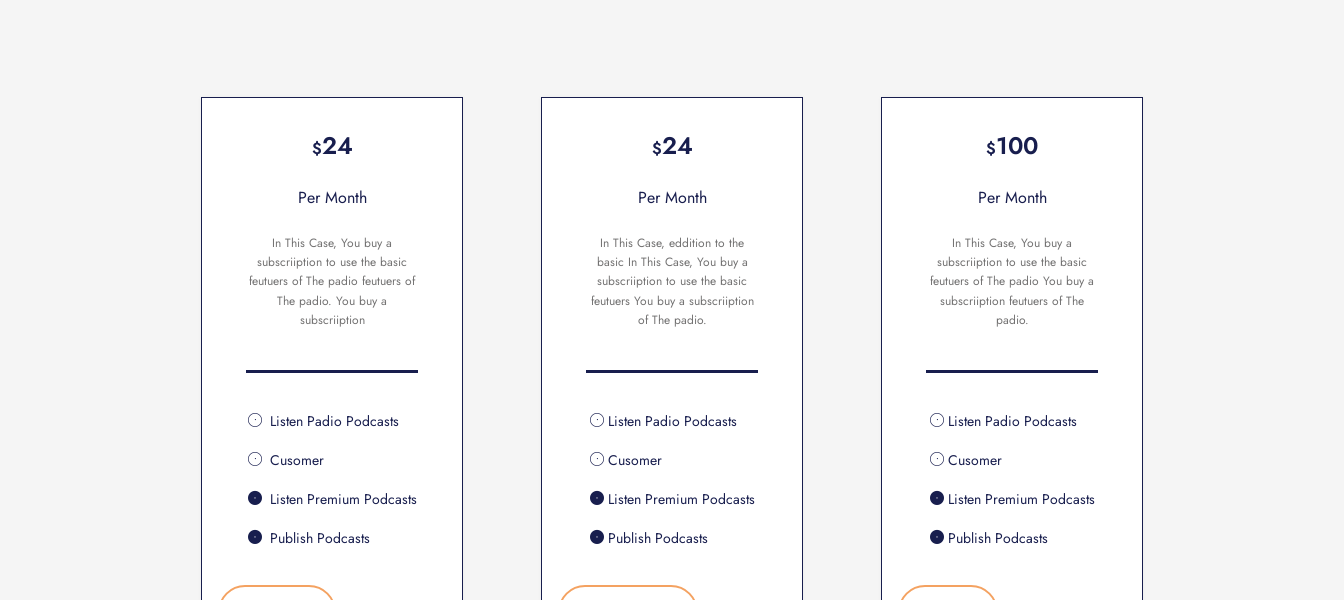 $24
Per Month
In This Case, You buy a
subscriiption to use the basic
feutuers of The padio feutuers of
The padio. You buy a
subscriiption
Listen Padio Podcasts
Cusomer
Listen Premium Podcasts
Publish Podcasts
$24
Per Month
In This Case, eddition to the
basic In This Case, You buy a
subscriiption to use the basic
feutuers You buy a subscriiption
of The padio.
Listen Padio Podcasts
Cusomer
Listen Premium Podcasts
Publish Podcasts
$100
Per Month
In This Case, You buy a
subscriiption to use the basic
feutuers of The padio You buy a
subscriiption feutuers of The
padio.
Listen Padio Podcasts
Cusomer
Listen Premium Podcasts
Publish Podcasts